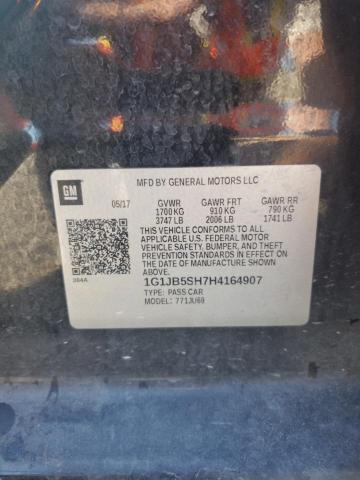 GM
MFD BY GENERAL MOTORS LLC
05/17 GVWR GAWR FRT GAWR RR
1700 KG 910 KG 790 KG
3747 LB 2006 LB 1741 LB
THIS VEHICLE CONFORMS TO ALL
APPLICABLE U.S. FEDERAL MOTOR VEHICLE
SAFETY, BUMPER, AND THEFT
PREVENTION STANDARDS IN EFFECT ON THE
DATE OF MANUFACTURE SHOWN ABOVE.
1G1JB5SH7H4164907
TYPE: PASS CAR
MODEL: 771JU69